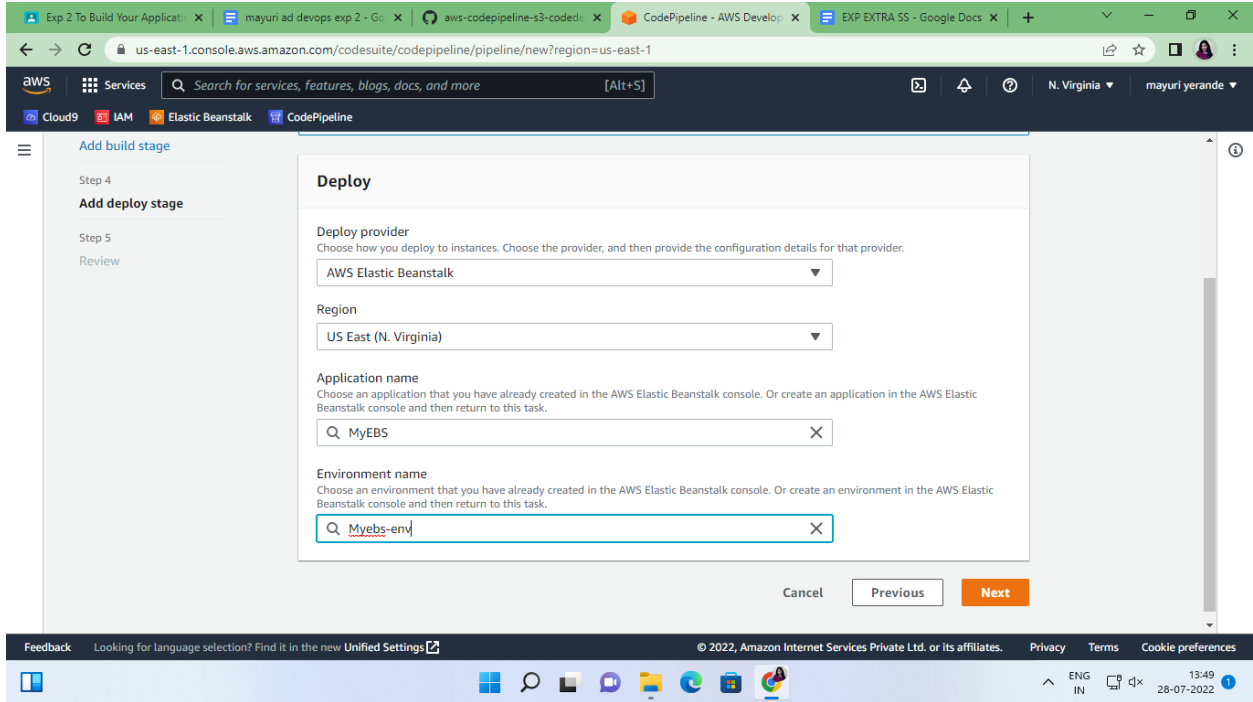 Exp 2 To Build Your Applicatio
mayuri ad devops exp 2 - Go
aws-codepipeline-s3-codede
CodePipeline - AWS Develop
EXP EXTRA SS - Google Docs
us-east-1.console.aws.amazon.com/codesuite/codepipeline/pipeline/new?region=us-east-1
aws
Services
Search for services, features, blogs, docs, and more
[Alt+S]
N. Virginia
mayuri yerande
Cloud9
IAM
Elastic Beanstalk
CodePipeline
Add build stage
Step 4
Add deploy stage
Step 5
Review
Deploy
Deploy provider
Choose how you deploy to instances. Choose the provider, and then provide the configuration details for that provider.
AWS Elastic Beanstalk
Region
US East (N. Virginia)
Application name
Choose an application that you have already created in the AWS Elastic Beanstalk console. Or create an application in the AWS Elastic
Beanstalk console and then return to this task.
MyEBS
Environment name
Choose an environment that you have already created in the AWS Elastic Beanstalk console. Or create an environment in the AWS Elastic
Beanstalk console and then return to this task.
Myebs-env
Cancel
Previous
Next
Feedback
Looking for language selection? Find it in the new Unified Settings
© 2022, Amazon Internet Services Private Ltd. or its affiliates.
Privacy
Terms
Cookie preferences
ENG
IN
13:49
28-07-2022
1